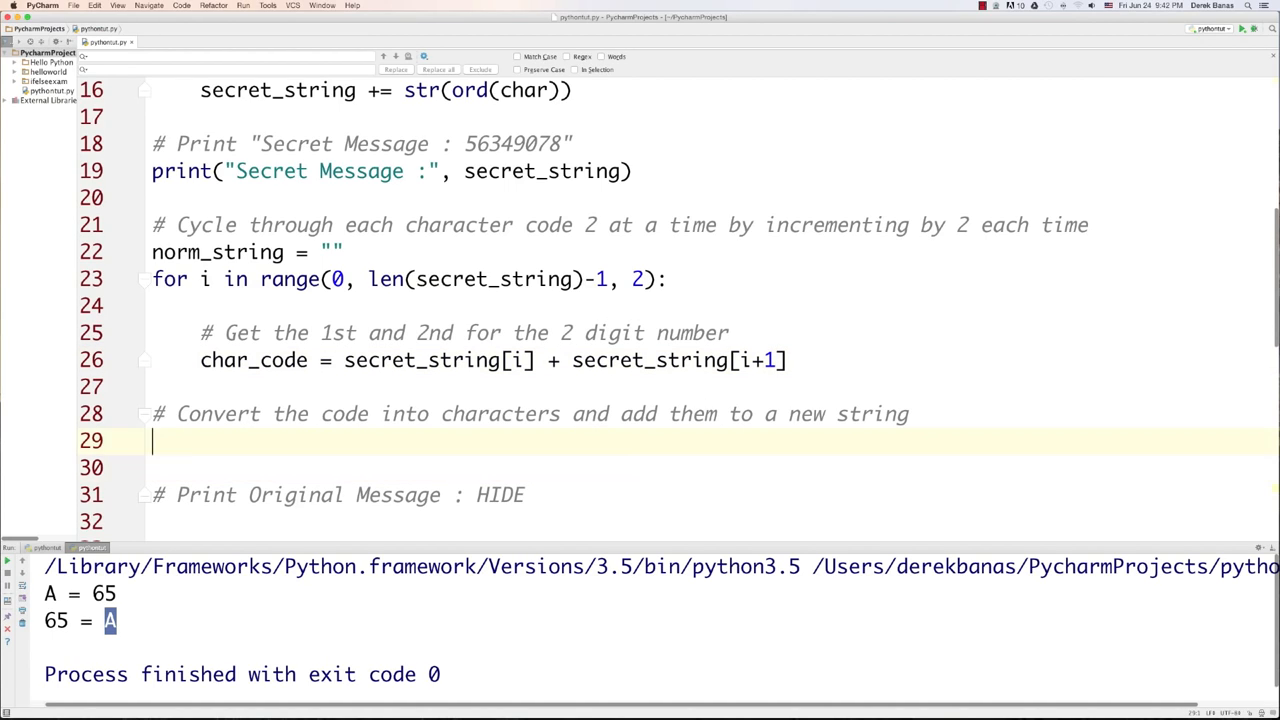 PyCharm File Edit View Navigate Code Refactor Run Tools VCS Window Help
10 Fri Jun 24 9:42 PM Derek Banas
pythontut.py - PycharmProjects - [~/PycharmProjects]
PycharmProjects pythontut.py
pythontut
pythontut.py
Match Case Regex Words
Replace Replace all Exclude Preserve Case In Selection
PycharmProject
Hello Python
helloworld
ifelseexam
pythontut.py
External Librarie
16 secret_string += str(ord(char))
17
18 # Print "Secret Message : 56349078"
19 print("Secret Message :", secret_string)
20
21 # Cycle through each character code 2 at a time by incrementing by 2 each time
22 norm_string = ""
23 for i in range(0, len(secret_string)-1, 2):
24
25 # Get the 1st and 2nd for the 2 digit number
26 char_code = secret_string[i] + secret_string[i+1]
27
28 # Convert the code into characters and add them to a new string
29
30
31 # Print Original Message : HIDE
32
Run: pythontut pythontut
/Library/Frameworks/Python.framework/Versions/3.5/bin/python3.5 /Users/derekbanas/PycharmProjects/pytho
A = 65
65 = A
Process finished with exit code 0
29:1 LF÷ UTF-8÷